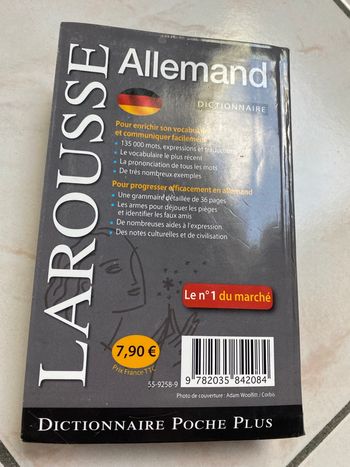 LAROUSSE
Allemand
DICTIONNAIRE
Pour enrichir son vocabulaire
et communiquer facilement
• 135 000 mots, expressions et traductions
• Le vocabulaire le plus récent
• La prononciation de tous les mots
• De très nombreux exemples
Pour progresser efficacement en allemand
• Une grammaire détaillée de 36 pages
• Les armes pour déjouer les pièges
et identifier les faux amis
• De nombreuses aides à l'expression
• Des notes culturelles et de civilisation
Le n°1 du marché
7,90 €
Prix France TTC
55-9258-9
9 782035 842084
Photo de couverture : Adam Woolfitt / Corbis
DICTIONNAIRE POCHE PLUS